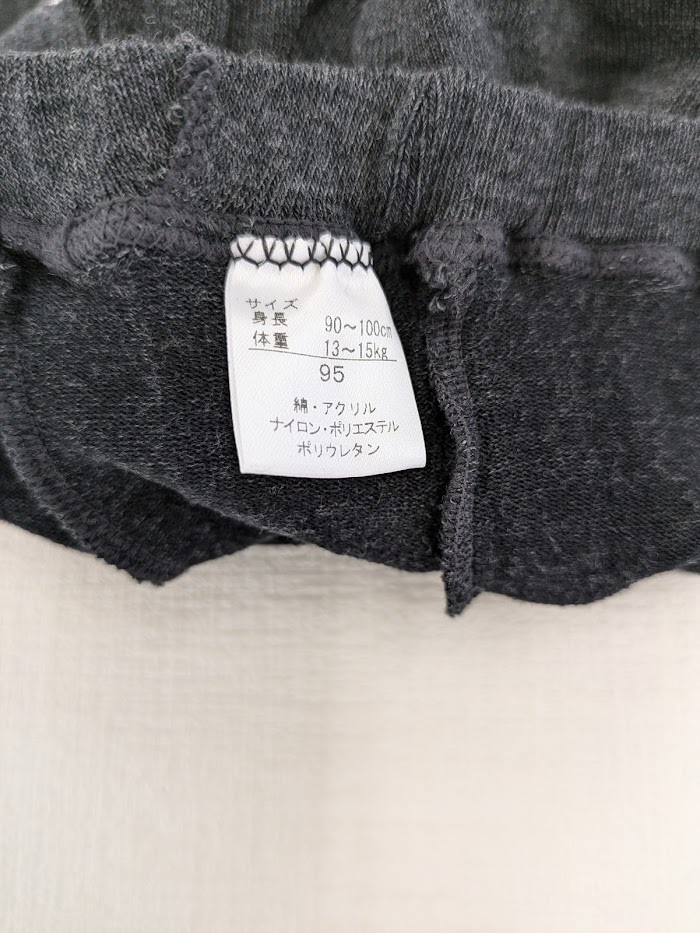 サイズ
身長 90～100cm
体重 13～15kg
95
綿・アクリル
ナイロン・ポリエステル
ポリウレタン